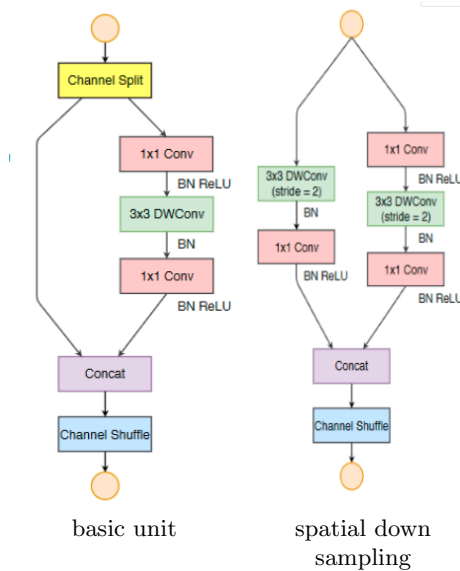 Channel Split
1x1 Conv
BN ReLU
3x3 DWConv
BN
1x1 Conv
BN ReLU
Concat
Channel Shuffle
basic unit
1x1 Conv
BN ReLU
3x3 DWConv
(stride = 2)
BN
1x1 Conv
BN ReLU
3x3 DWConv
(stride = 2)
BN
1x1 Conv
BN ReLU
Concat
Channel Shuffle
spatial down
sampling